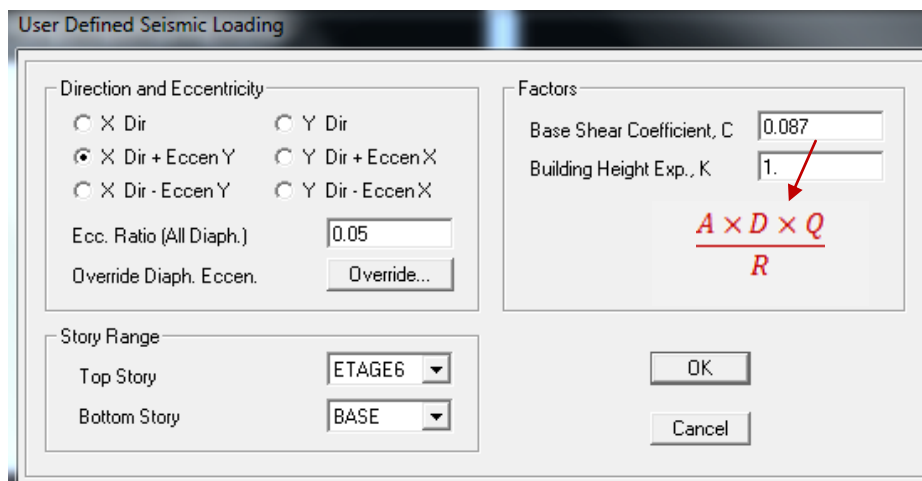 User Defined Seismic Loading
Direction and Eccentricity
X Dir Y Dir
X Dir + Eccen Y Y Dir + Eccen X
X Dir - Eccen Y Y Dir - Eccen X
Ecc. Ratio (All Diaph.) 0.05
Override Diaph. Eccen. Override...
Story Range
Top Story ETAGE6
Bottom Story BASE
Factors
Base Shear Coefficient, C 0.087
Building Height Exp., K 1.
A × D × Q
R
OK
Cancel